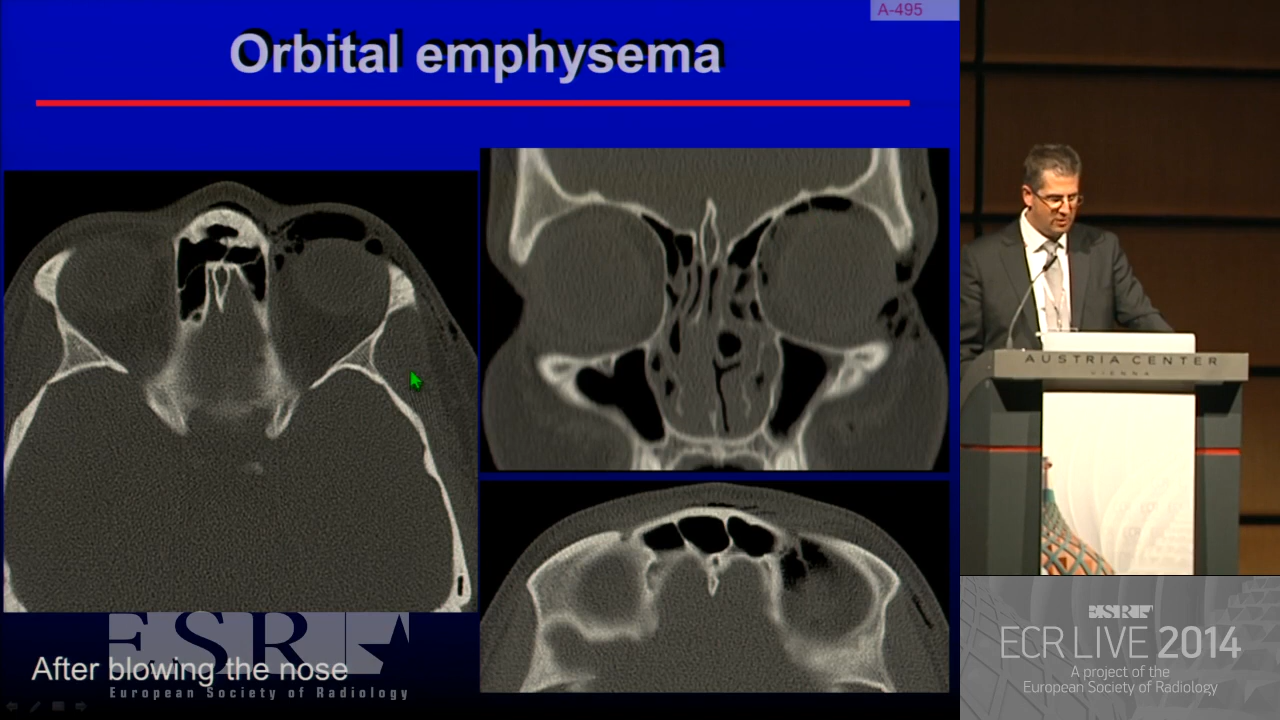 A-495
Orbital emphysema
After blowing the nose
ESR
European Society of Radiology
AUSTRIA CENTER
VIENNA
ESR
ECR LIVE 2014
A project of the
European Society of Radiology